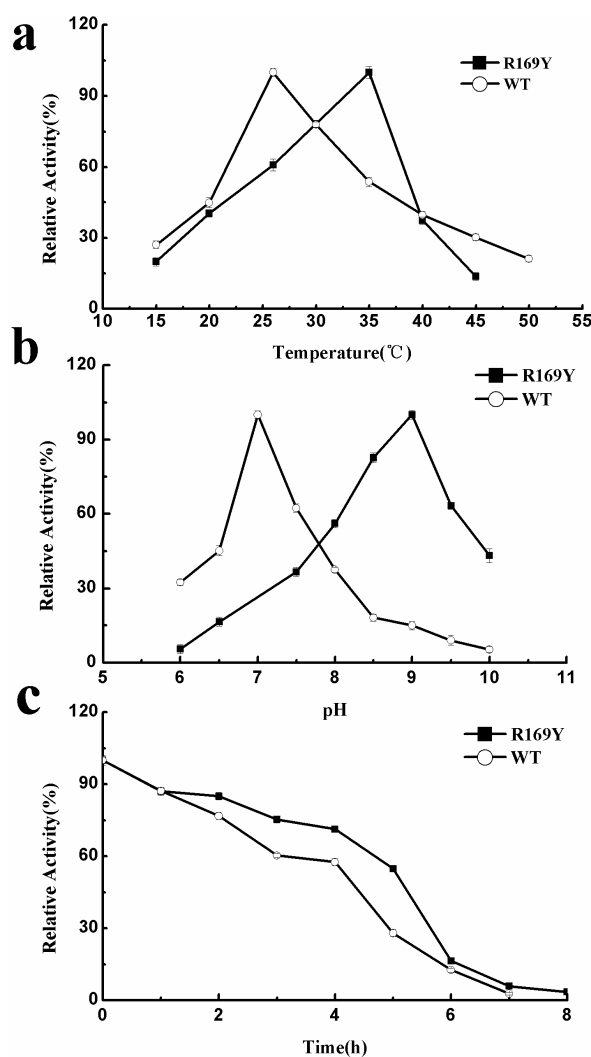 a
120
R169Y
WT
90
60
30
0
Relative Activity(%)
10 15 20 25 30 35 40 45 50 55
Temperature(℃)
b
120
R169Y
WT
90
60
30
0
Relative Activity(%)
5 6 7 8 9 10 11
pH
c
120
R169Y
WT
90
60
30
0
Relative Activity(%)
0 2 4 6 8
Time(h)